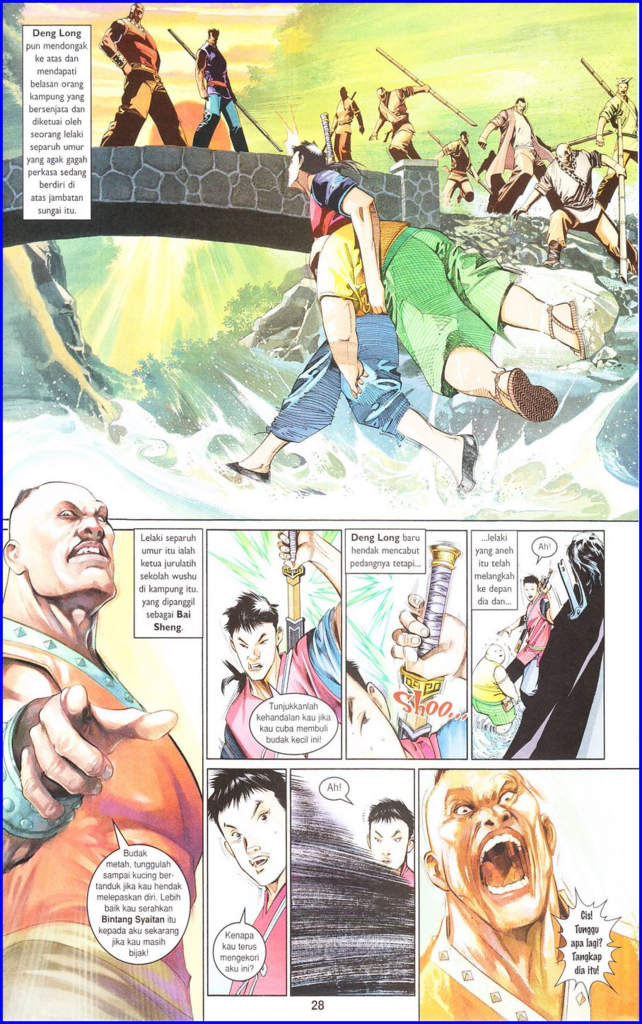 Deng Long
pun mendongak
ke atas dan
mendapati
belasan orang
kampung yang
bersenjata dan
diketuai oleh
seorang lelaki
separuh umur
yang agak gagah
perkasa sedang
berdiri di
atas jambatan
sungai itu.
Lelaki separuh
umur itu ialah
ketua jurulatih
sekolah wushu
di kampung itu.
yang dipanggil
sebagai Bai
Sheng.
Budak
metah, tunggulah
sampai kucing ber-
tanduk jika kau hendak
melepaskan diri. Lebih
baik kau serahkan
Bintang Syaitan itu
kepada aku sekarang
jika kau masih
bijak!
Tunjukkanlah
kehandalan kau jika
kau cuba membuli
budak kecil ini!
Deng Long baru
hendak mencabut
pedangnya tetapi...
Shoo...
...lelaki
yang aneh
itu telah
melangkah
ke depan
dia dan...
Ah!
Kenapa
kau terus
mengekori
aku ini?
Ah!
Cis!
Tunggu
apa lagi?
Tangkap
dia itu!
28